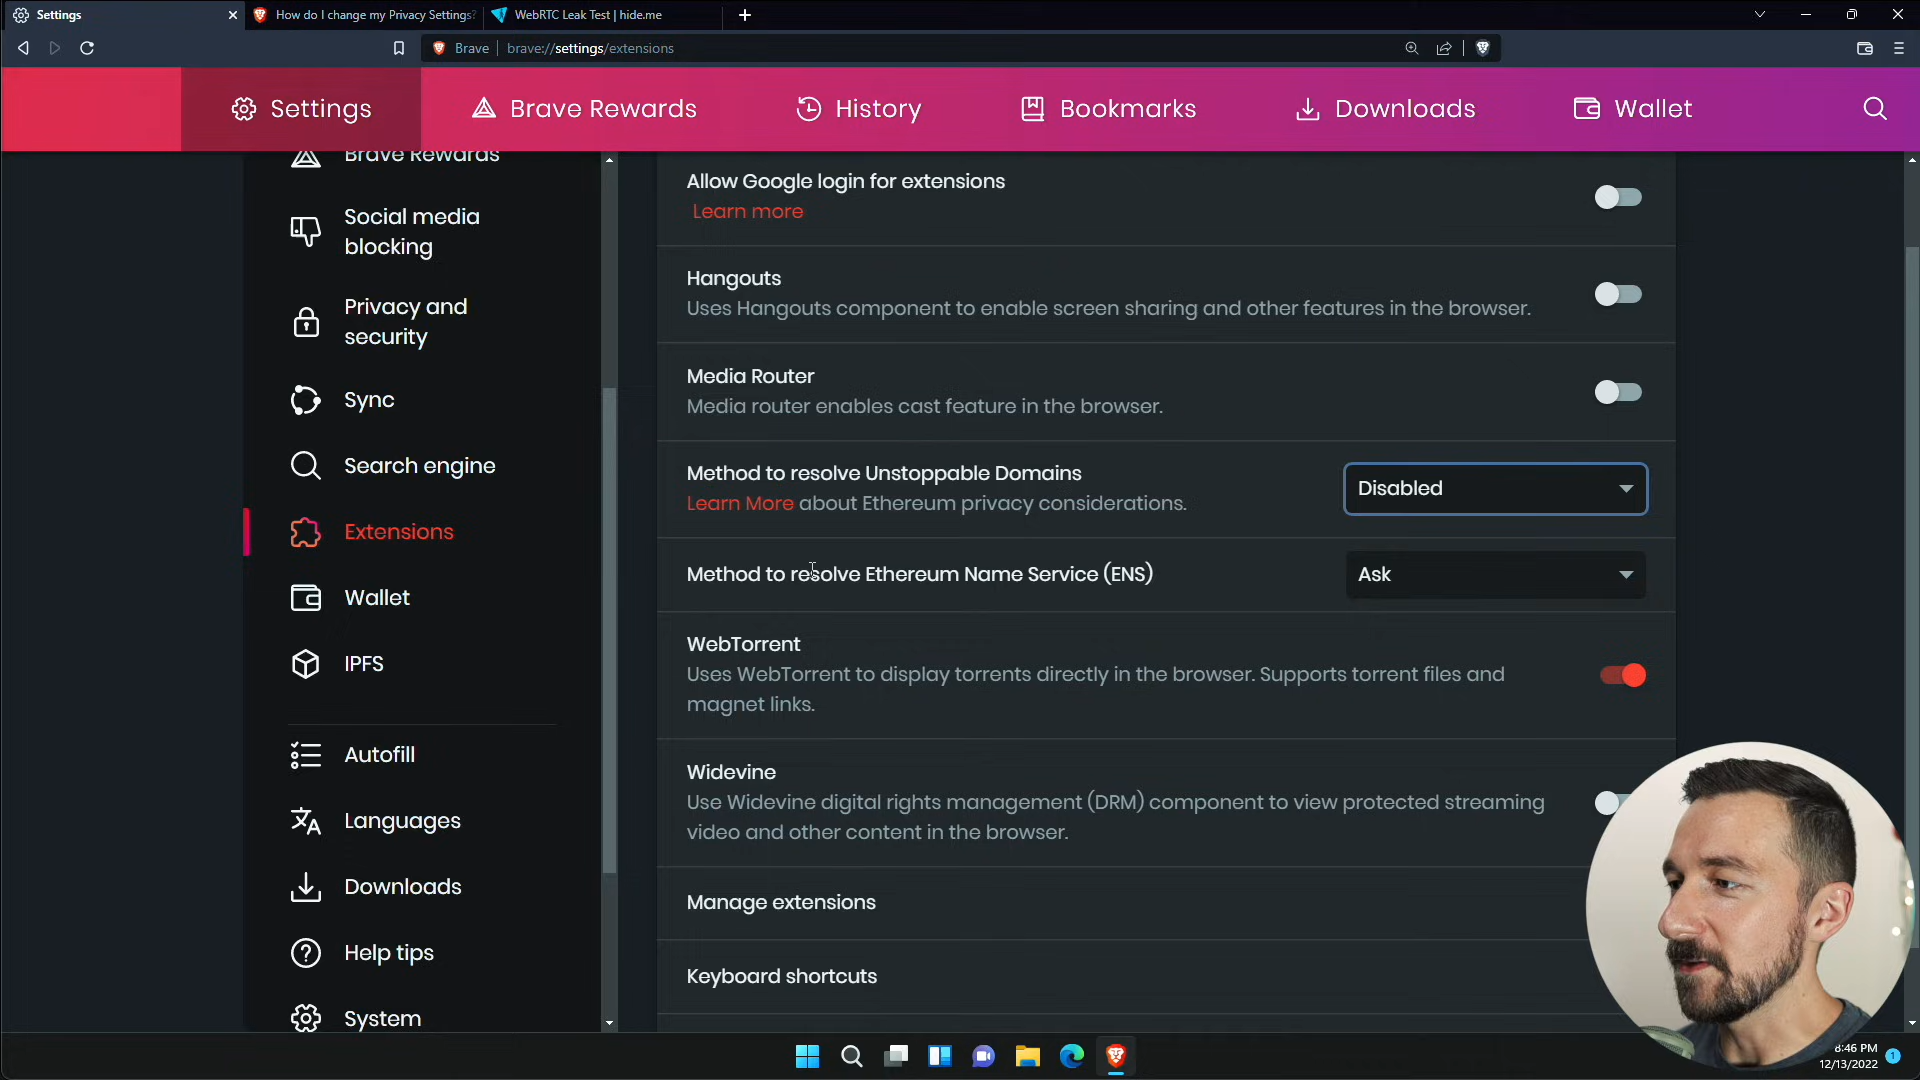 Settings
How do I change my Privacy Settings?
WebRTC Leak Test | hide.me
Brave
brave://settings/extensions
Settings
Brave Rewards
History
Bookmarks
Downloads
Wallet
Brave Rewards
Social media
blocking
Privacy and
security
Sync
Search engine
Extensions
Wallet
IPFS
Autofill
Languages
Downloads
Help tips
System
Allow Google login for extensions
Learn more
Hangouts
Uses Hangouts component to enable screen sharing and other features in the browser.
Media Router
Media router enables cast feature in the browser.
Method to resolve Unstoppable Domains
Learn More about Ethereum privacy considerations.
Disabled
Method to resolve Ethereum Name Service (ENS)
Ask
WebTorrent
Uses WebTorrent to display torrents directly in the browser. Supports torrent files and
magnet links.
Widevine
Use Widevine digital rights management (DRM) component to view protected streaming
video and other content in the browser.
Manage extensions
Keyboard shortcuts
8:46 PM
12/13/2022
1